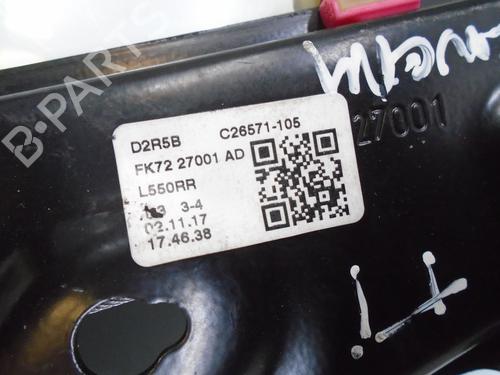 D2R5B C26571-105
FK72 27001 AD
L550RR
3-4
02.11.17
17.46.38
27001
B-PARTS